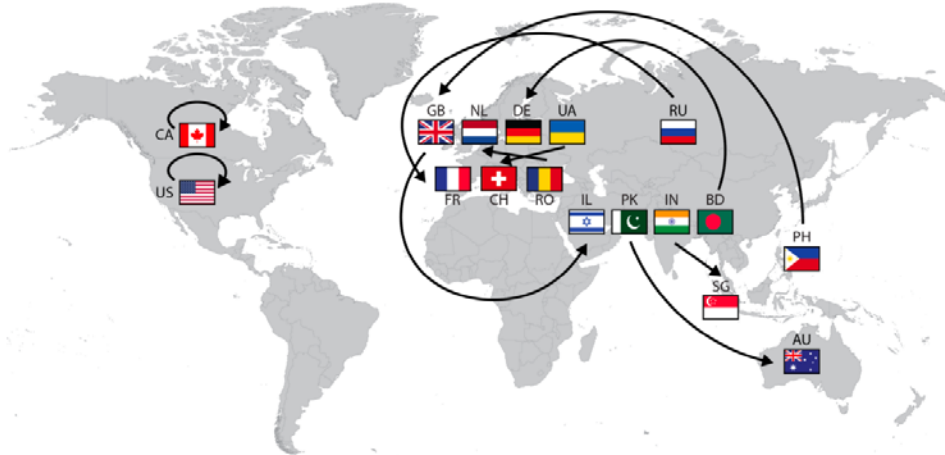 GB NL DE UA RU
CA
US
FR CH RO IL PK IN BD
PH
SG
AU